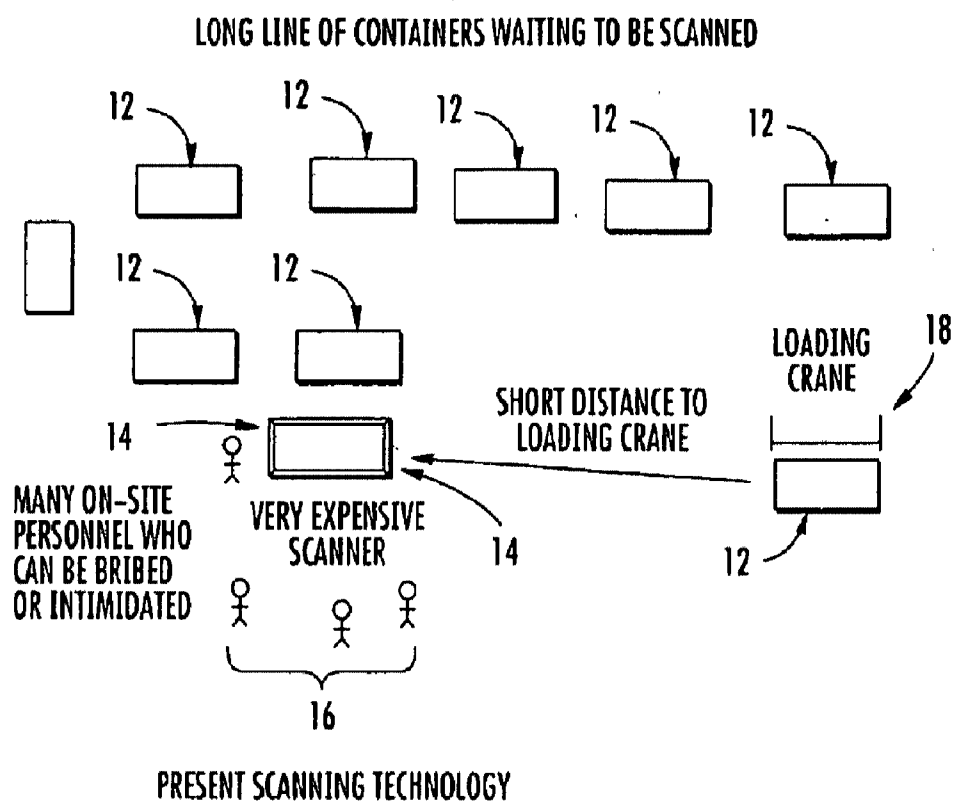 LONG LINE OF CONTAINERS WAITING TO BE SCANNED
12
12
12
12
12
12
12
18
LOADING
CRANE
SHORT DISTANCE TO
LOADING CRANE
14
MANY ON-SITE
PERSONNEL WHO
CAN BE BRIBED
OR INTIMIDATED
VERY EXPENSIVE
SCANNER
14
12
16
PRESENT SCANNING TECHNOLOGY